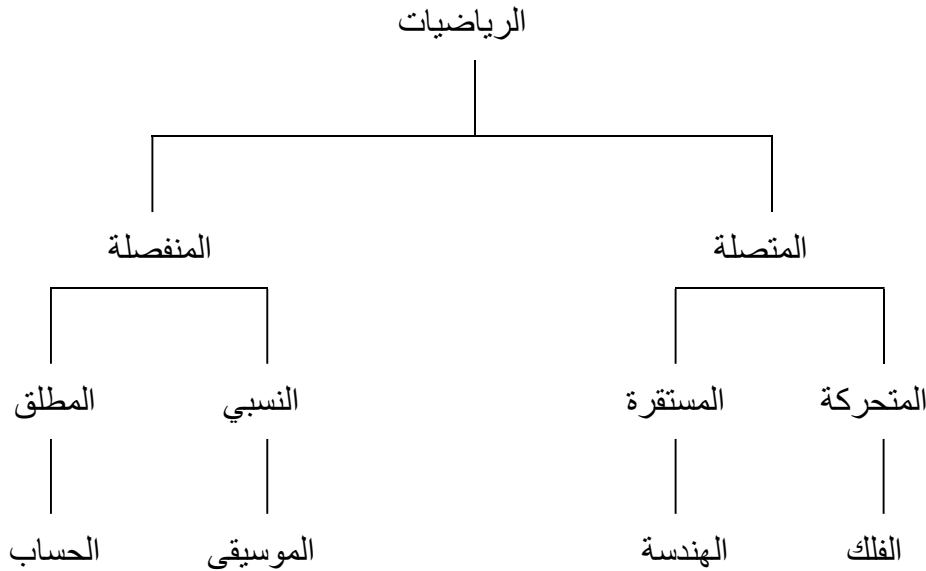 الرياضيات
المتصلة
المنفصلة
المتحركة
المستقرة
النسبي
المطلق
الفلك
الهندسة
الموسيقى
الحساب